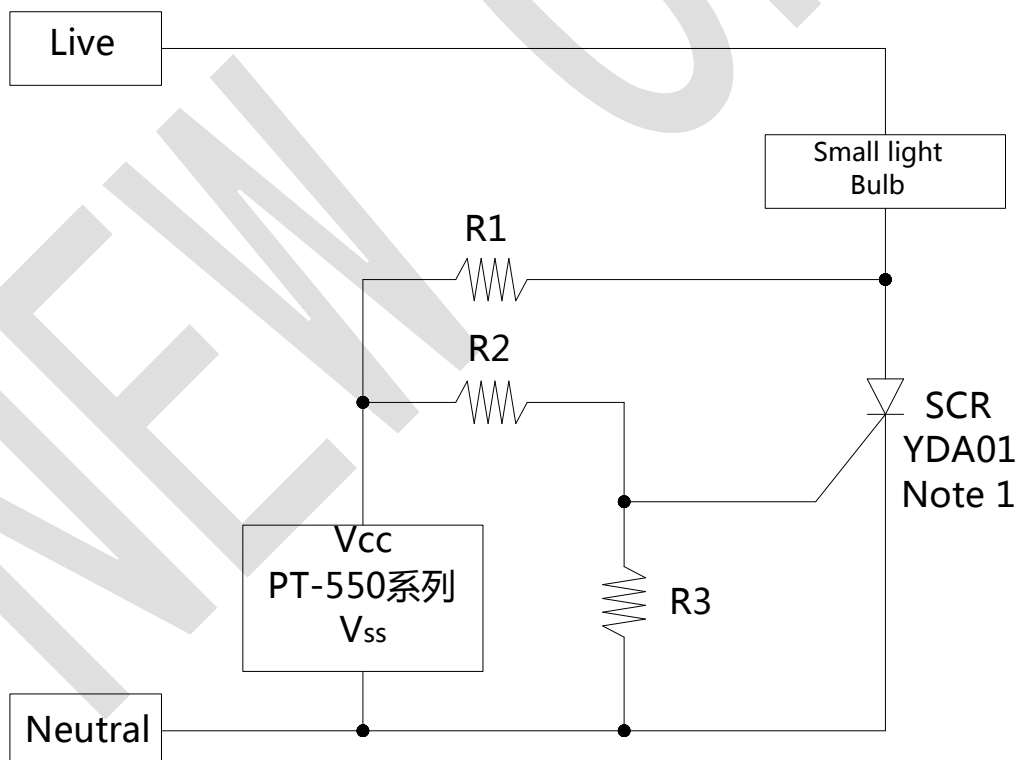 Live
Small light
Bulb
R1
R2
SCR
YDA01
Note 1
Vcc
PT-550系列
Vss
R3
Neutral